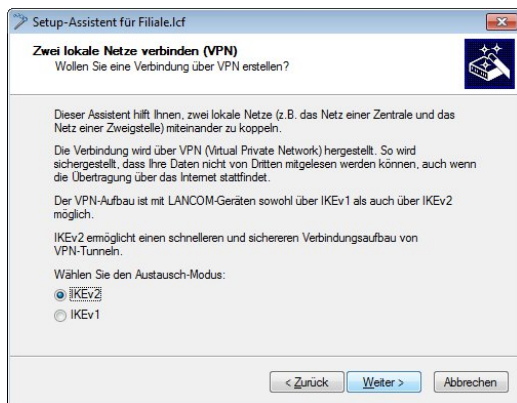 Setup-Assistent für Filiale.lcf
Zwei lokale Netze verbinden (VPN)
Wollen Sie eine Verbindung über VPN erstellen?
Dieser Assistent hilft Ihnen, zwei lokale Netze (z.B. das Netz einer Zentrale und das
Netz einer Zweigstelle) miteinander zu koppeln.
Die Verbindung wird über VPN (Virtual Private Network) hergestellt. So wird
sichergestellt, dass Ihre Daten nicht von Dritten mitgelesen werden können, auch wenn
die Übertragung über das Internet stattfindet.
Der VPN-Aufbau ist mit LANCOM-Geräten sowohl über IKEv1 als auch über IKEv2
möglich.
IKEv2 ermöglicht einen schnelleren und sichereren Verbindungsaufbau von
VPN-Tunneln.
Wählen Sie den Austausch-Modus:
IKEv2
IKEv1
< Zurück Weiter > Abbrechen